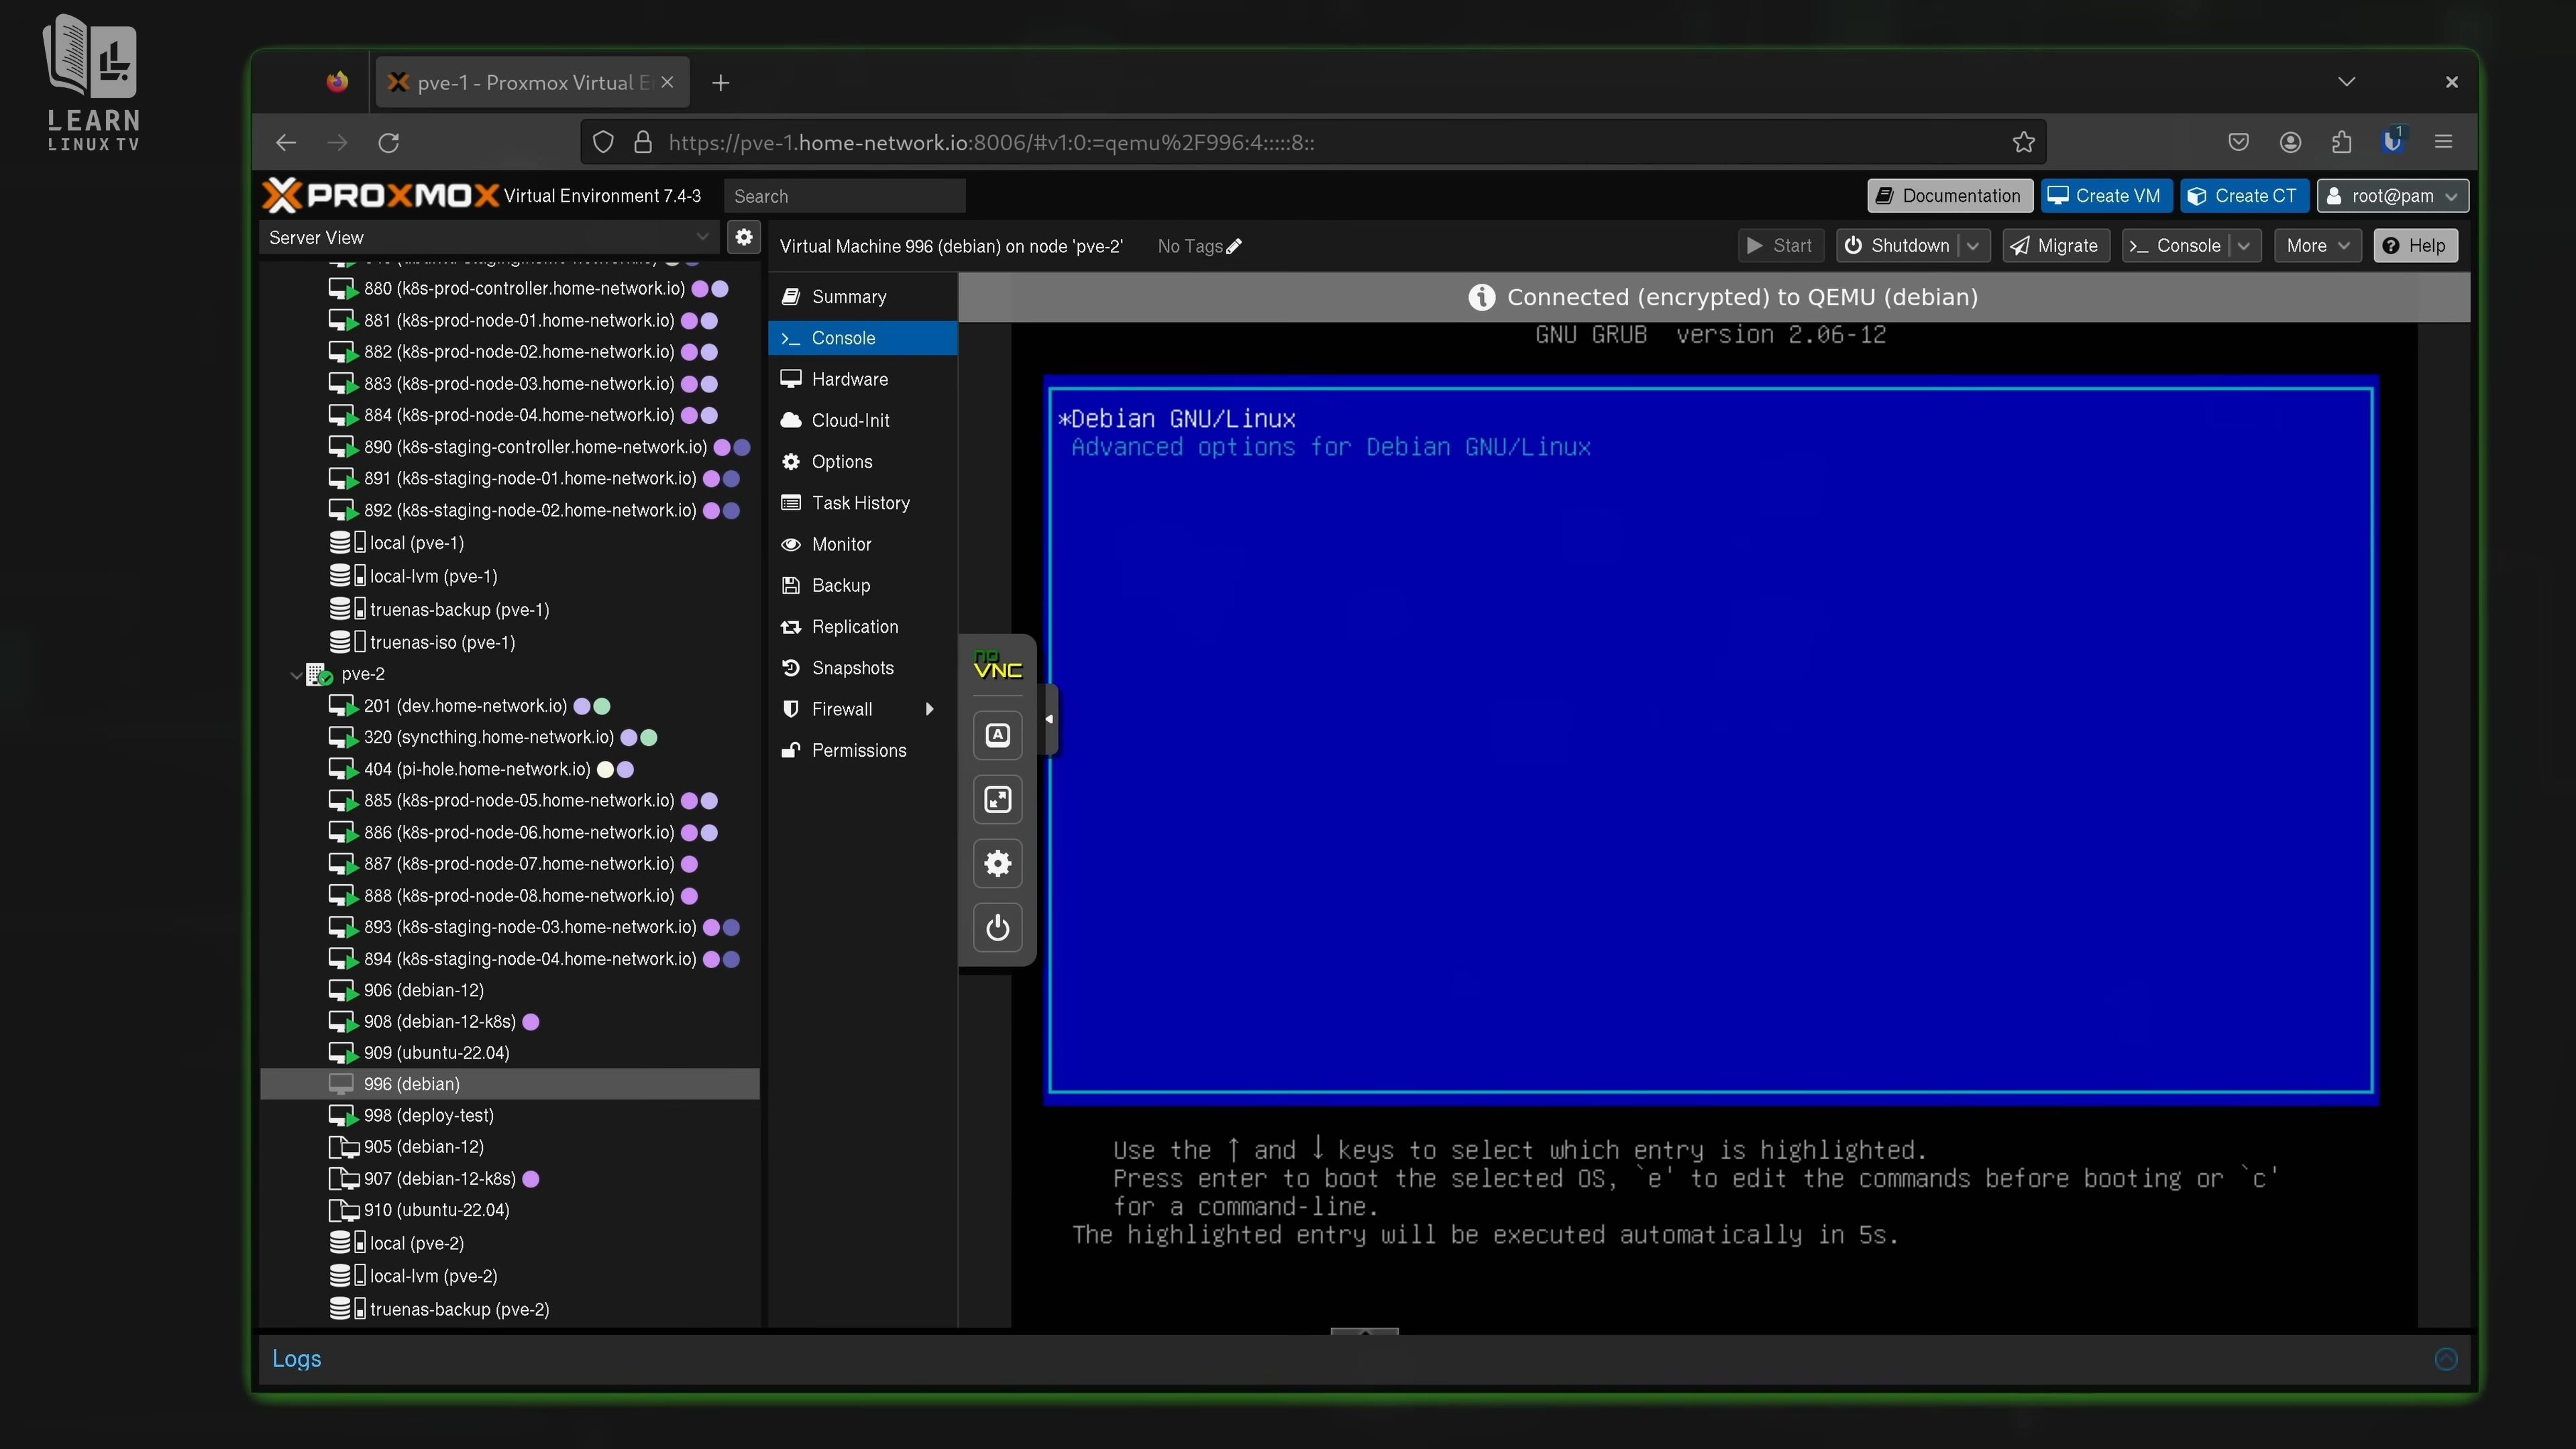 LEARN
LINUX TV
pve-1 - Proxmox Virtual E
https://pve-1.home-network.io:8006/#v1:0:=qemu%2F996:4:::::8::
1
PROXMOX Virtual Environment 7.4-3
Search
Documentation
Create VM
Create CT
root@pam
Server View
Virtual Machine 996 (debian) on node 'pve-2'
No Tags
Start
Shutdown
Migrate
Console
More
Help
880 (k8s-prod-controller.home-network.io)
881 (k8s-prod-node-01.home-network.io)
882 (k8s-prod-node-02.home-network.io)
883 (k8s-prod-node-03.home-network.io)
884 (k8s-prod-node-04.home-network.io)
890 (k8s-staging-controller.home-network.io)
891 (k8s-staging-node-01.home-network.io)
892 (k8s-staging-node-02.home-network.io)
local (pve-1)
local-lvm (pve-1)
truenas-backup (pve-1)
truenas-iso (pve-1)
pve-2
201 (dev.home-network.io)
320 (syncthing.home-network.io)
404 (pi-hole.home-network.io)
885 (k8s-prod-node-05.home-network.io)
886 (k8s-prod-node-06.home-network.io)
887 (k8s-prod-node-07.home-network.io)
888 (k8s-prod-node-08.home-network.io)
893 (k8s-staging-node-03.home-network.io)
894 (k8s-staging-node-04.home-network.io)
906 (debian-12)
908 (debian-12-k8s)
909 (ubuntu-22.04)
996 (debian)
998 (deploy-test)
905 (debian-12)
907 (debian-12-k8s)
910 (ubuntu-22.04)
local (pve-2)
local-lvm (pve-2)
truenas-backup (pve-2)
Summary
Console
Hardware
Cloud-Init
Options
Task History
Monitor
Backup
Replication
Snapshots
Firewall
Permissions
no
VNC
A
Connected (encrypted) to QEMU (debian)
GNU GRUB version 2.06-12
*Debian GNU/Linux
Advanced options for Debian GNU/Linux
Use the ↑ and ↓ keys to select which entry is highlighted.
Press enter to boot the selected OS, `e' to edit the commands before booting or `c'
for a command-line.
The highlighted entry will be executed automatically in 5s.
Logs